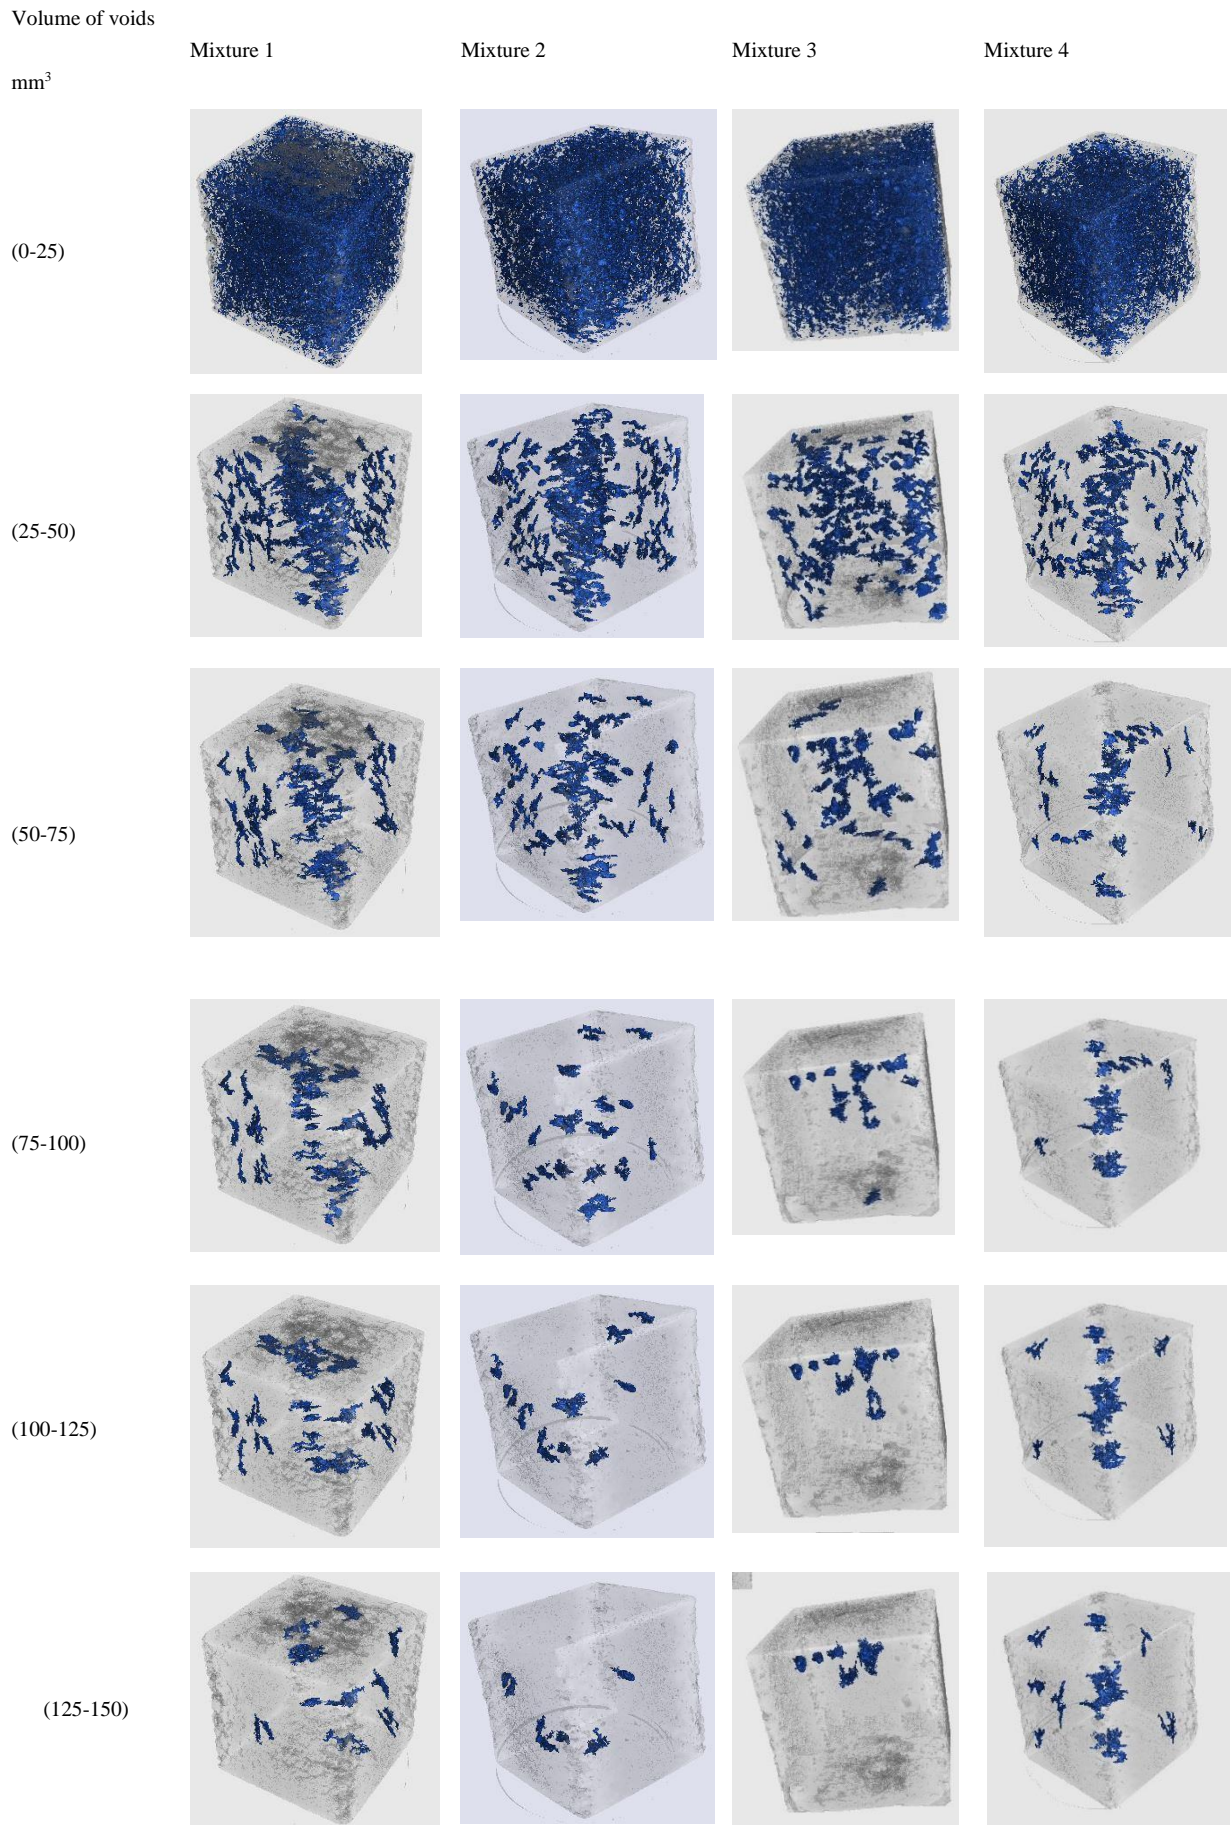 Volume of voids
Mixture 1 Mixture 2 Mixture 3 Mixture 4
mm³
(0-25)
(25-50)
(50-75)
(75-100)
(100-125)
(125-150)